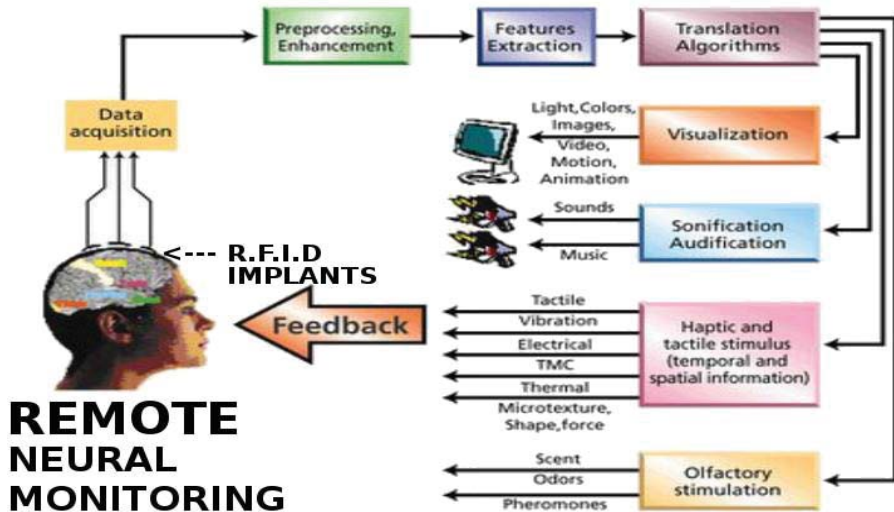 Preprocessing,
Enhancement
Features
Extraction
Translation
Algorithms
Data
acquisition
Light,Colors,
Images,
Video,
Motion,
Animation
Visualization
Sounds
Music
Sonification
Audification
<--- R.F.I.D
IMPLANTS
Feedback
Tactile
Vibration
Electrical
TMC
Thermal
Microtexture,
Shape,force
Haptic and
tactile stimulus
(temporal and
spatial information)
REMOTE
NEURAL
MONITORING
Scent
Odors
Pheromones
Olfactory
stimulation